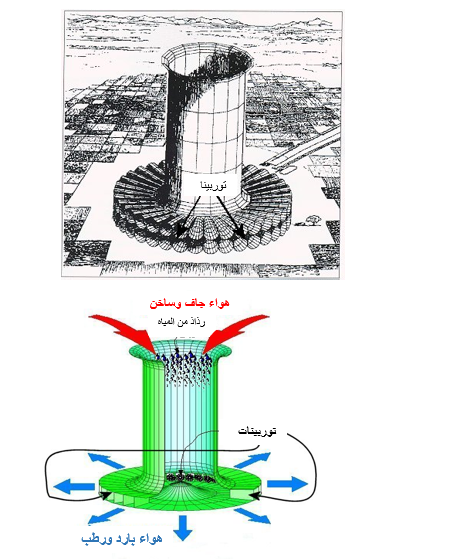 توربينا
هواء جاف وساخن
رذاذ من المياه
توربينات
هواء بارد ورطب